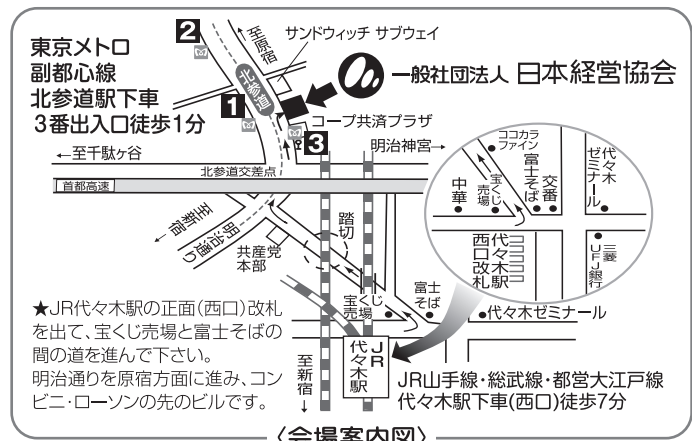 東京メトロ
副都心線
北参道駅下車
3番出入口徒歩1分
2
至原宿
サンドウィッチ サブウェイ
北参道
一般社団法人 日本経営協会
1
コープ共済プラザ
3
←至千駄ヶ谷
明治神宮→
北参道交差点
首都高速
至新宿
明治通り
共産党
本部
踏切
宝くじ
売場
富士
そば
代々木ゼミナール
JR
代々木駅
至新宿↓
ココカラ
ファイン
中華
宝くじ
売場
富士そば
交番
代々木
ゼミナール
代々木駅
西口改札
三菱
UFJ銀行
★JR代々木駅の正面(西口)改札
を出て、宝くじ売場と富士そばの
間の道を進んで下さい。
明治通りを原宿方面に進み、コン
ビニ・ローソンの先のビルです。
JR山手線・総武線・都営大江戸線
代々木駅下車(西口)徒歩7分
〈会場案内図〉